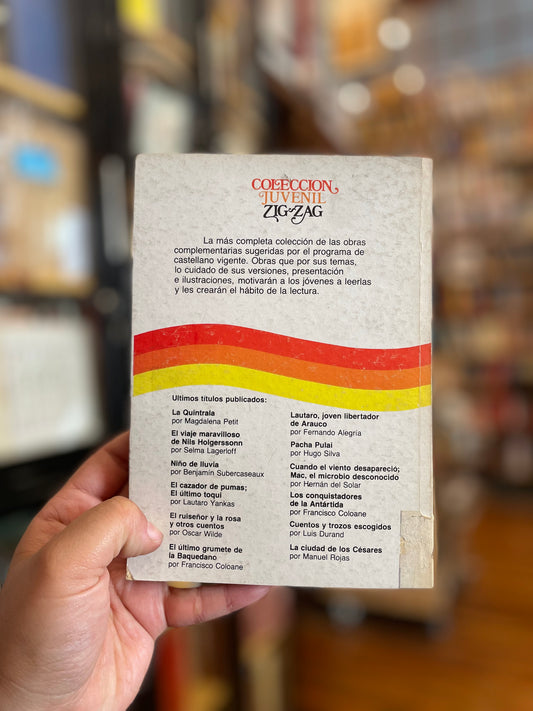 COLECCION
JUVENIL
ZIG-ZAG
La más completa colección de las obras
complementarias sugeridas por el programa de
castellano vigente. Obras que por sus temas,
lo cuidado de sus versiones, presentación
e ilustraciones, motivarán a los jóvenes a leerlas
y les crearán el hábito de la lectura.
Ultimos títulos publicados:
La Quintrala
por Magdalena Petit
El viaje maravilloso
de Nils Holgerssonn
por Selma Lagerloff
Niño de lluvia
por Benjamín Subercaseaux
El cazador de pumas;
El último toqui
por Lautaro Yankas
El ruiseñor y la rosa
y otros cuentos
por Oscar Wilde
El último grumete de
la Baquedano
por Francisco Coloane
Lautaro, joven libertador
de Arauco
por Fernando Alegría
Pacha Pulai
por Hugo Silva
Cuando el viento desapareció;
Mac, el microbio desconocido
por Hernán del Solar
Los conquistadores
de la Antártida
por Francisco Coloane
Cuentos y trozos escogidos
por Luis Durand
La ciudad de los Césares
por Manuel Rojas